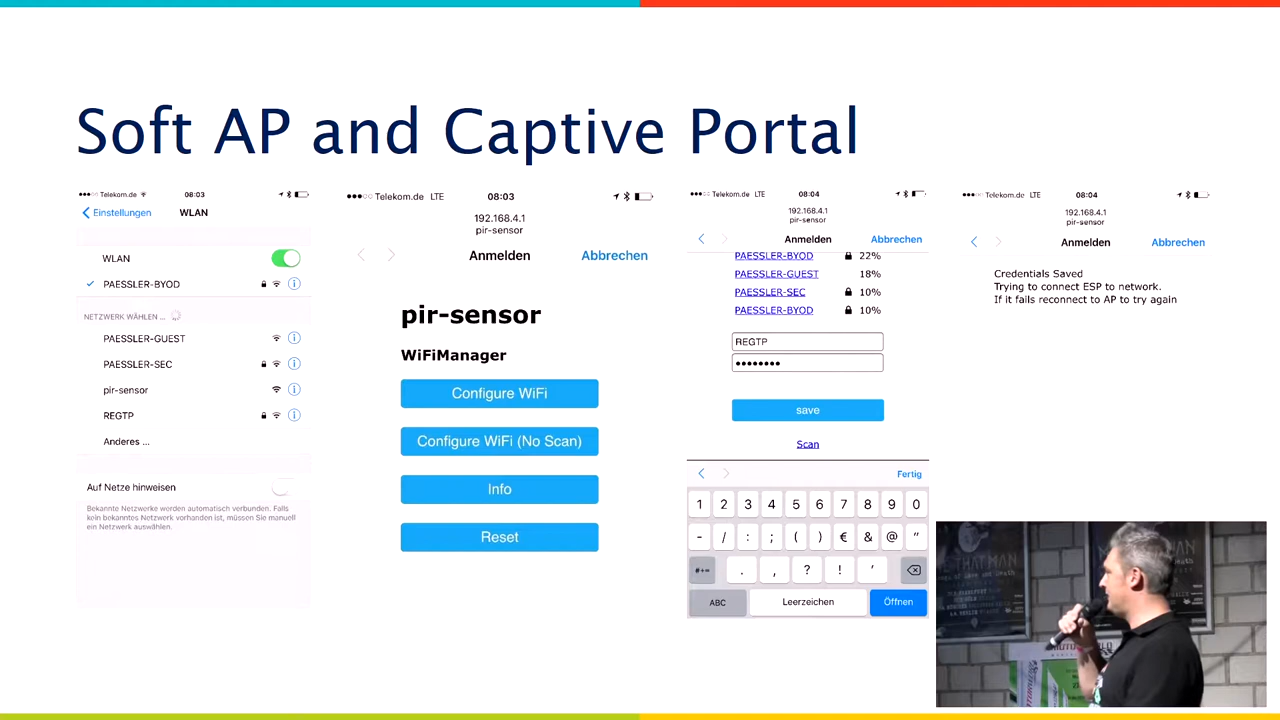 Soft AP and Captive Portal
Telekom.de
08:03
Einstellungen
WLAN
WLAN
PAESSLER-BYOD
NETZWERK WÄHLEN ...
PAESSLER-GUEST
PAESSLER-SEC
pir-sensor
REGTP
Anderes ...
Auf Netze hinweisen
Bekannte Netzwerke werden automatisch verbunden. Falls
kein bekanntes Netzwerk vorhanden ist, müssen Sie manuell
ein Netzwerk auswählen.
Telekom.de LTE
08:03
192.168.4.1
pir-sensor
Anmelden
Abbrechen
pir-sensor
WiFiManager
Configure WiFi
Configure WiFi (No Scan)
Info
Reset
Telekom.de LTE
08:04
192.168.4.1
pir-sensor
Anmelden
Abbrechen
PAESSLER-BYOD 22%
PAESSLER-GUEST 18%
PAESSLER-SEC 10%
PAESSLER-BYOD 10%
REGTP
••••••••
save
Scan
Fertig
1 2 3 4 5 6 7 8 9 0
- / : ; ( ) € & @ "
#+= . , ? ! '
ABC Leerzeichen Öffnen
Telekom.de LTE
08:04
192.168.4.1
pir-sensor
Anmelden
Abbrechen
Credentials Saved
Trying to connect ESP to network.
If it fails reconnect to AP to try again